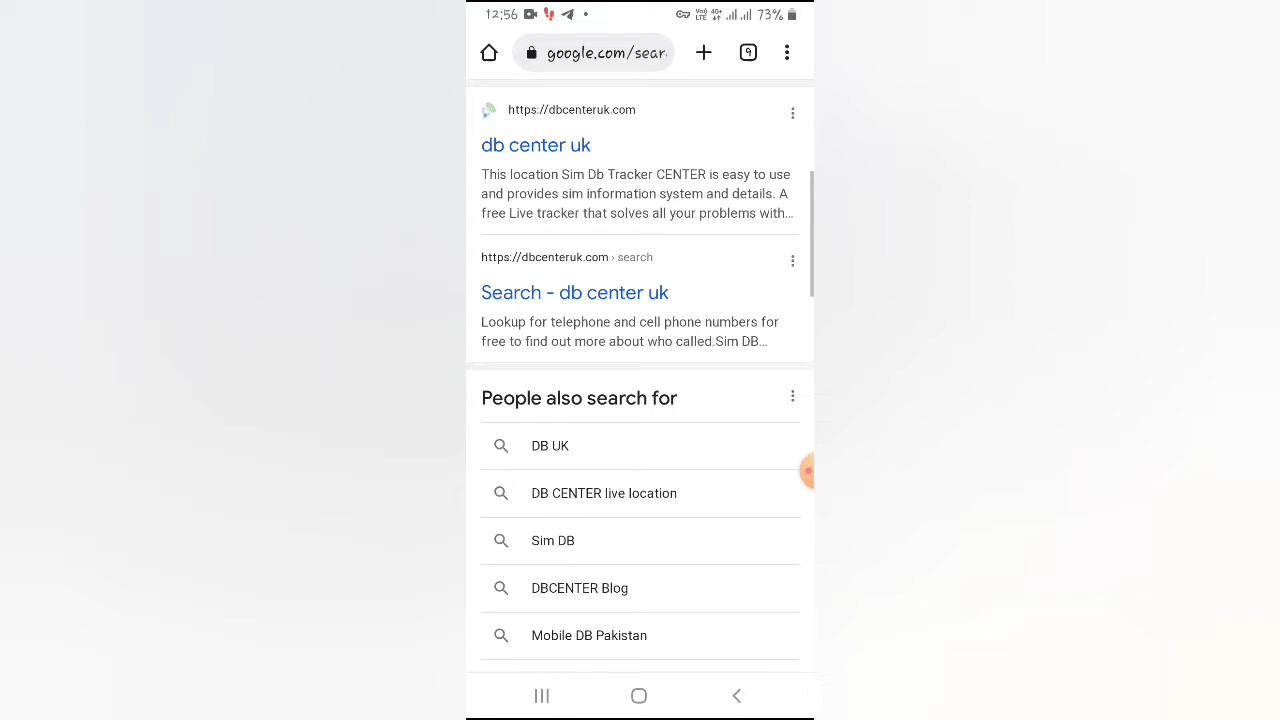 12:56 73%
google.com/sear
9
https://dbcenteruk.com
db center uk
This location Sim Db Tracker CENTER is easy to use
and provides sim information system and details. A
free Live tracker that solves all your problems with...
https://dbcenteruk.com › search
Search - db center uk
Lookup for telephone and cell phone numbers for
free to find out more about who called.Sim DB...
People also search for
DB UK
DB CENTER live location
Sim DB
DBCENTER Blog
Mobile DB Pakistan